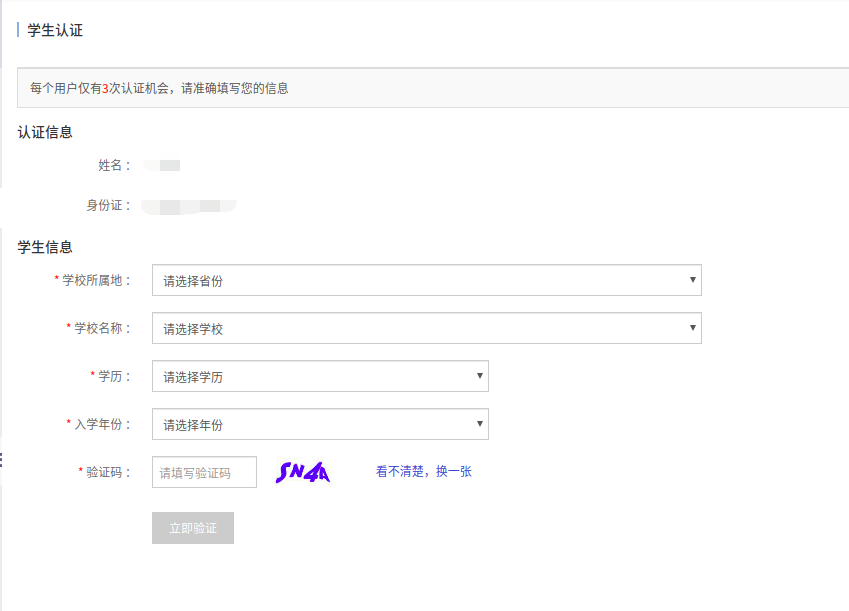 学生认证
每个用户仅有3次认证机会，请准确填写您的信息
认证信息
姓名：
身份证：
学生信息
* 学校所属地： 请选择省份
* 学校名称： 请选择学校
* 学历： 请选择学历
* 入学年份： 请选择年份
* 验证码： 请填写验证码 SN4A 看不清楚，换一张
立即验证